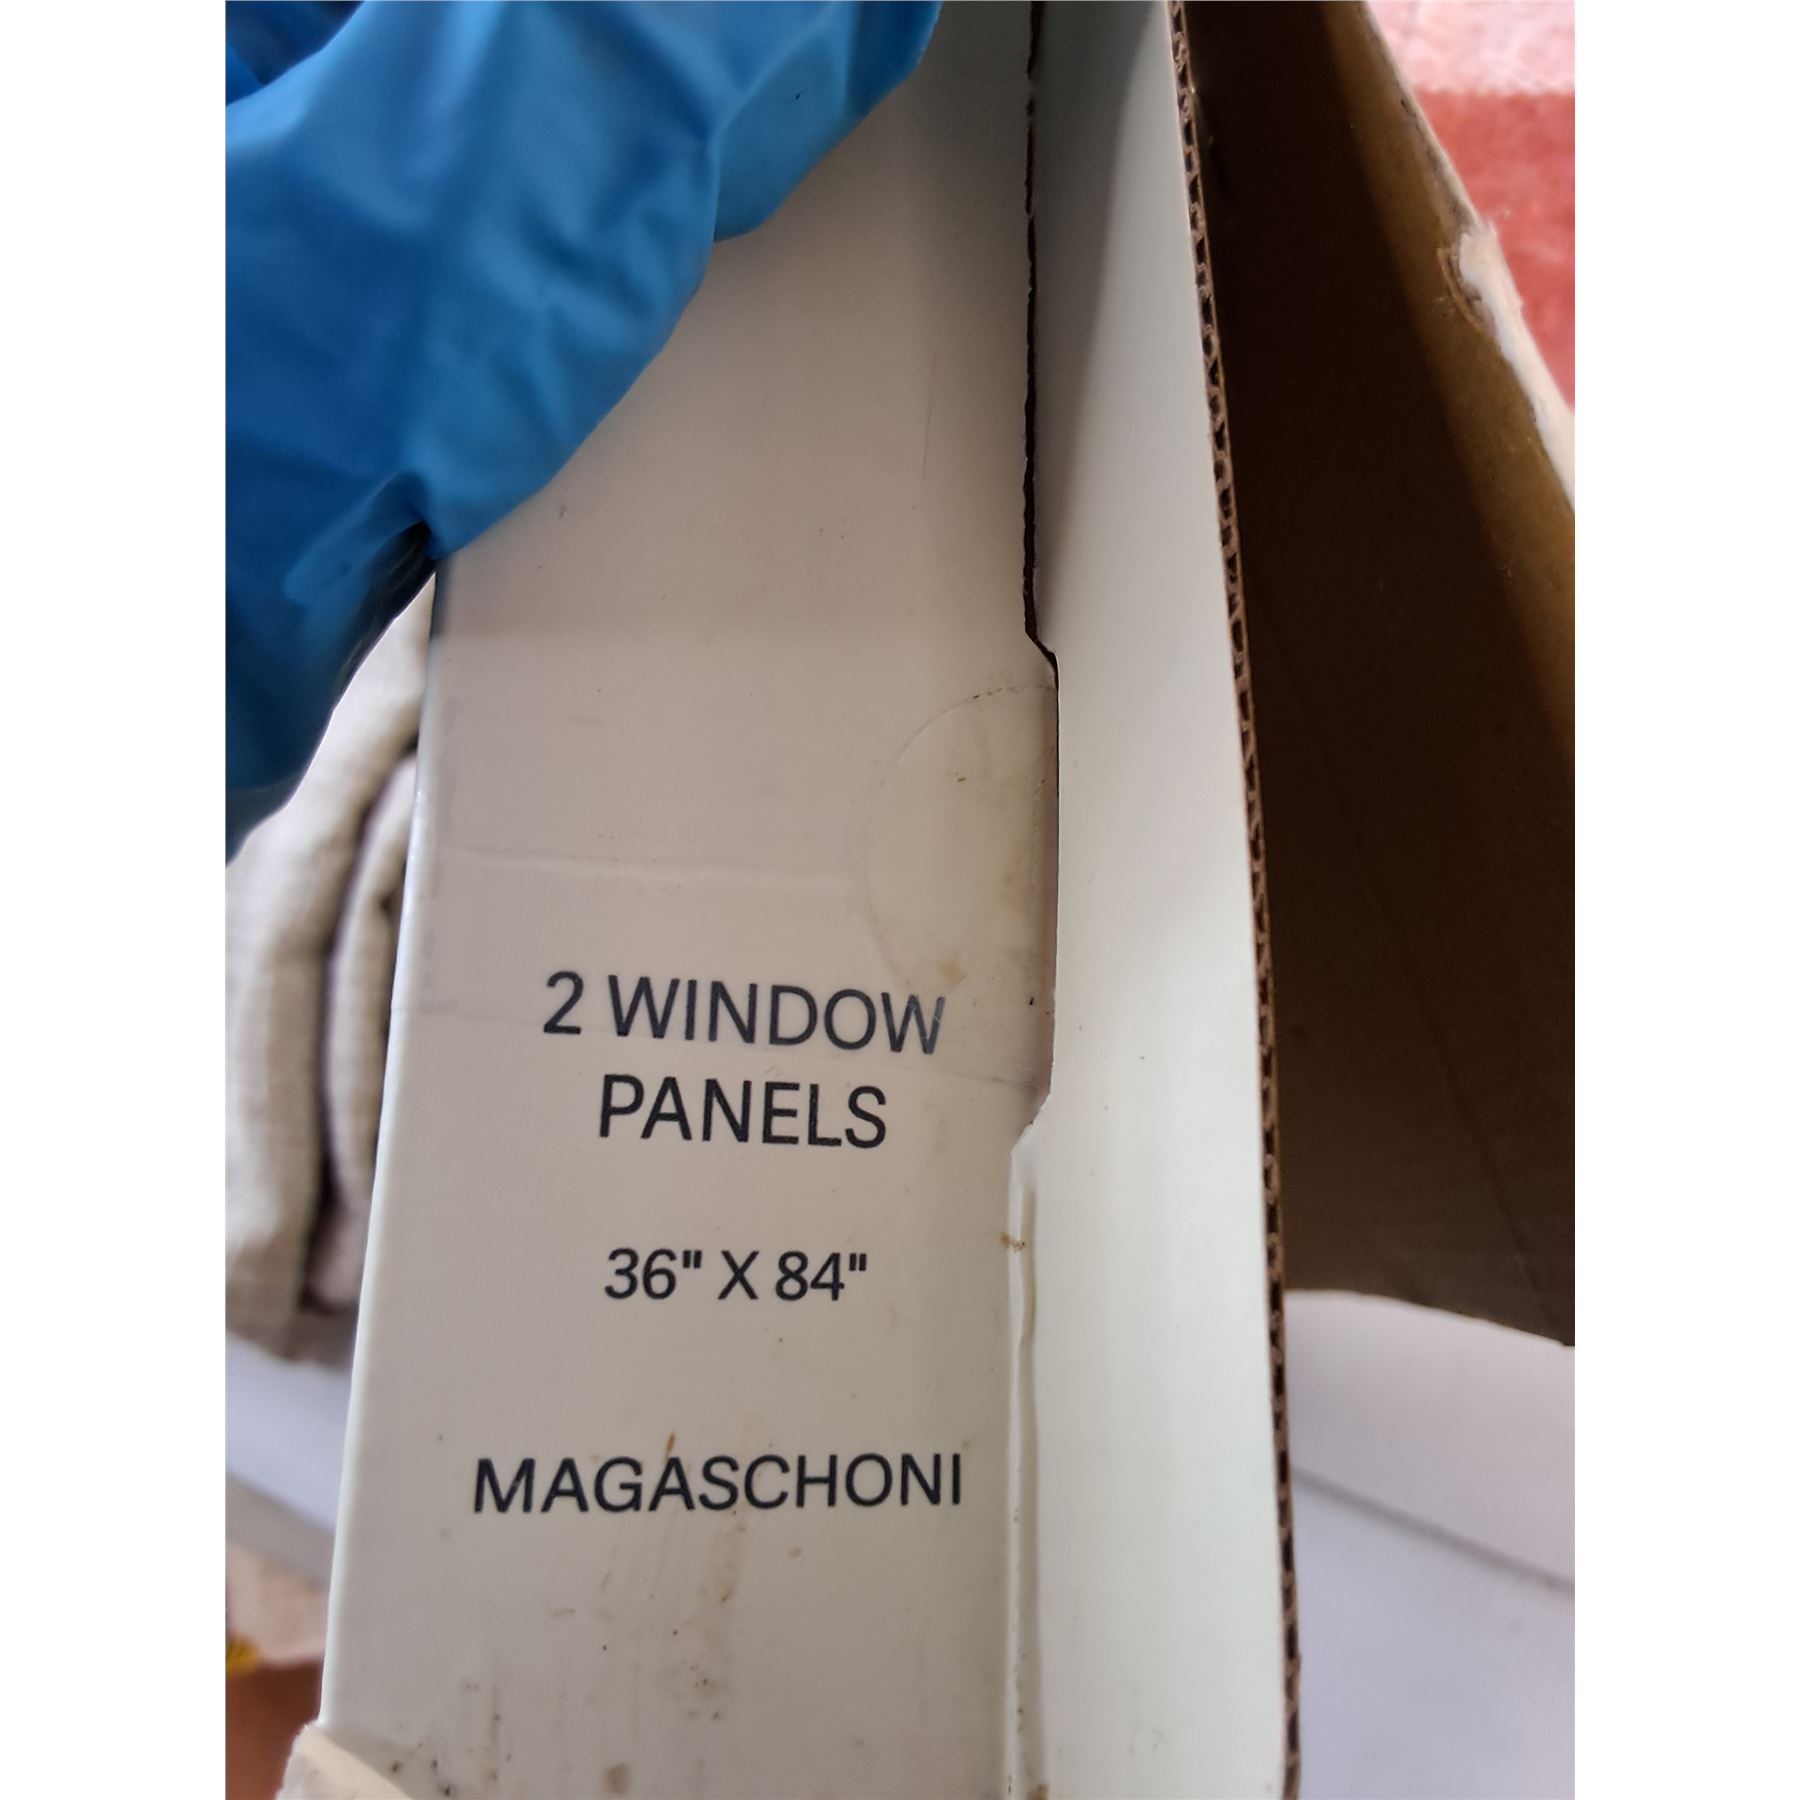 2 WINDOW
PANELS
36" X 84"
MAGASCHONI